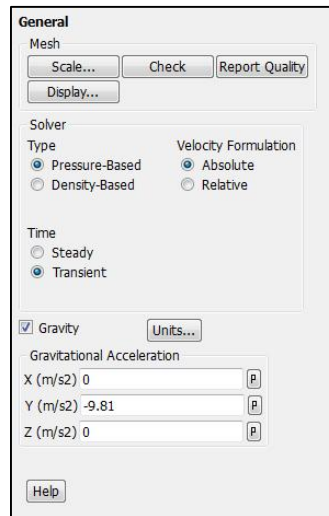 General
Mesh
Scale... Check Report Quality
Display...
Solver
Type Velocity Formulation
Pressure-Based Absolute
Density-Based Relative
Time
Steady
Transient
Gravity Units...
Gravitational Acceleration
X (m/s2) 0 P
Y (m/s2) -9.81 P
Z (m/s2) 0 P
Help